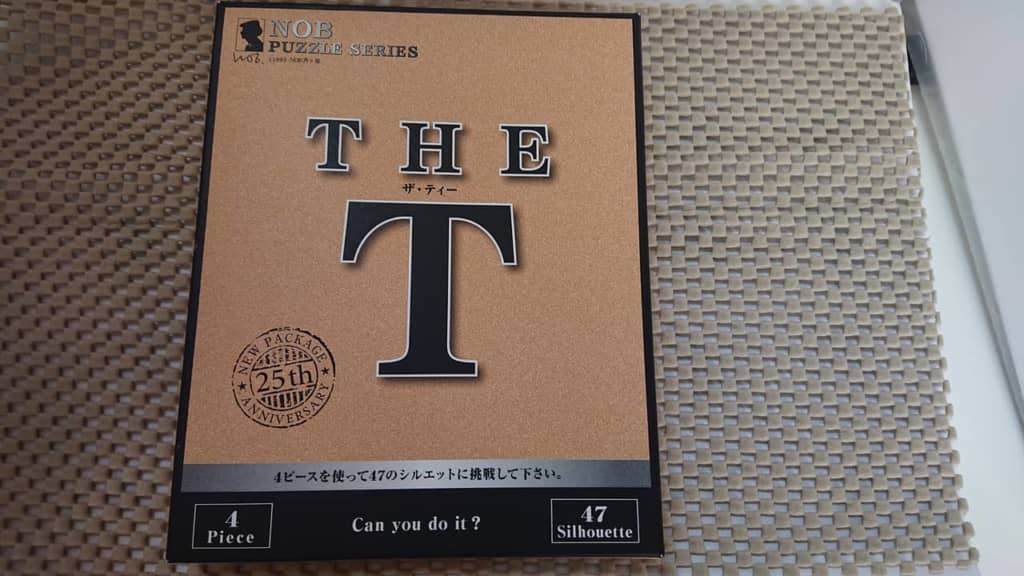 NOB
PUZZLE SERIES
THE
ザ・ティー
T
NEW PACKAGE
25th
ANNIVERSARY
4ピースを使って47のシルエットに挑戦して下さい。
4
Piece
Can you do it ?
47
Silhouette